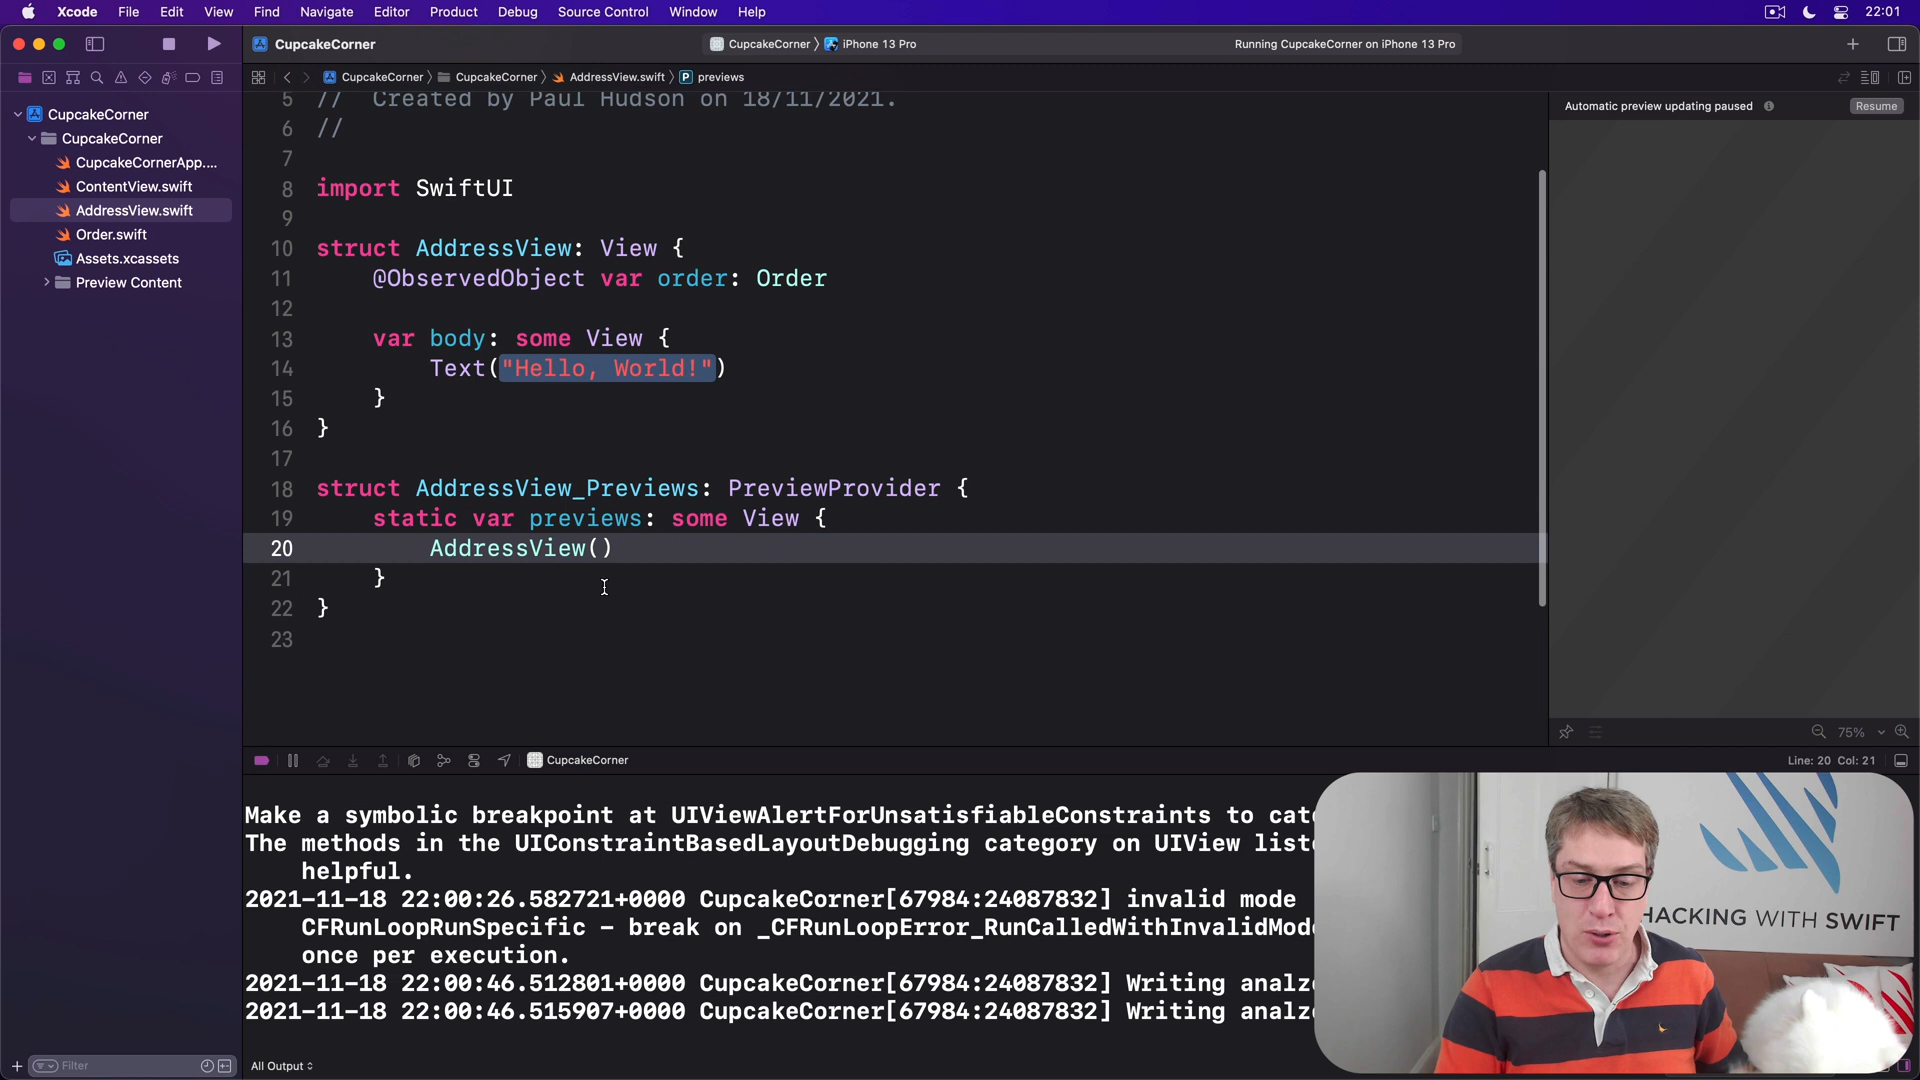 Xcode File Edit View Find Navigate Editor Product Debug Source Control Window Help 22:01
CupcakeCorner CupcakeCorner iPhone 13 Pro Running CupcakeCorner on iPhone 13 Pro
CupcakeCorner CupcakeCorner AddressView.swift P previews
CupcakeCorner
CupcakeCorner
CupcakeCornerApp....
ContentView.swift
AddressView.swift
Order.swift
Assets.xcassets
Preview Content
Filter
5 // Created by Paul Hudson on 18/11/2021.
6 //
7
8 import SwiftUI
9
10 struct AddressView: View {
11 @ObservedObject var order: Order
12
13 var body: some View {
14 Text("Hello, World!")
15 }
16 }
17
18 struct AddressView_Previews: PreviewProvider {
19 static var previews: some View {
20 AddressView()
21 }
22 }
23
Automatic preview updating paused Resume
75%
CupcakeCorner Line: 20 Col: 21
Make a symbolic breakpoint at UIViewAlertForUnsatisfiableConstraints to
The methods in the UIConstraintBasedLayoutDebugging category on UIView
helpful.
2021-11-18 22:00:26.582721+0000 CupcakeCorner[67984:24087832] invalid mode
CFRunLoopRunSpecific - break on
once per execution.
2021-11-18 22:00:46.512801+0000 CupcakeCorner[67984:24087832] Writing
2021-11-18 22:00:46.515907+0000 CupcakeCorner[67984:24087832] Writing
All Output
HACKING WITH SWIFT